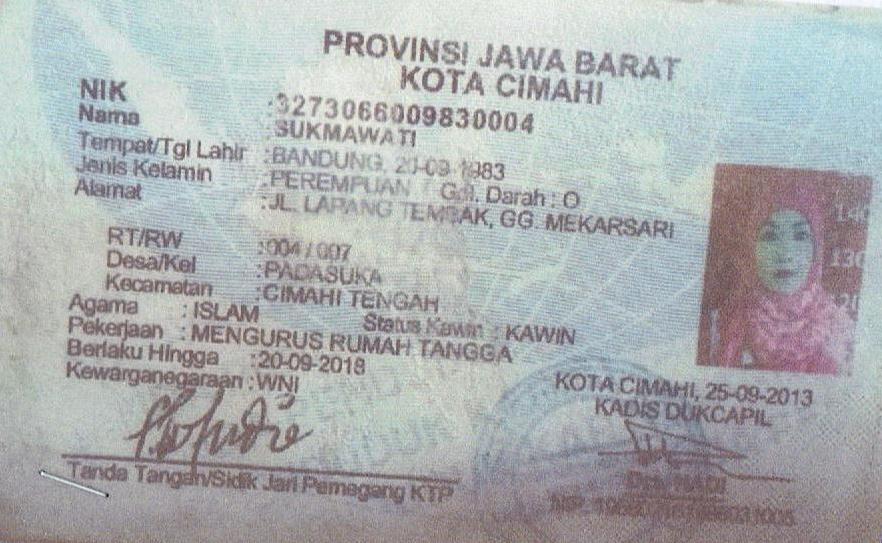 PROVINSI JAWA BARAT
KOTA CIMAHI
NIK :3273066009830004
Nama :SUKMAWATI
Tempat/Tgl Lahir :BANDUNG, 20-09-1983
Jenis Kelamin :PEREMPUAN Gol. Darah : O
Alamat :JL. LAPANG TEMBAK, GG. MEKARSARI
RT/RW :004 / 007
Desa/Kel :PADASUKA
Kecamatan :CIMAHI TENGAH
Agama : ISLAM Status Kawin : KAWIN
Pekerjaan : MENGURUS RUMAH TANGGA
Berlaku Hingga :20-09-2018
Kewarganegaraan :WNI
KOTA CIMAHI, 25-09-2013
KADIS DUKCAPIL
Tanda Tangan/Sidik Jari Pemegang KTP
140
130
120
NIP.